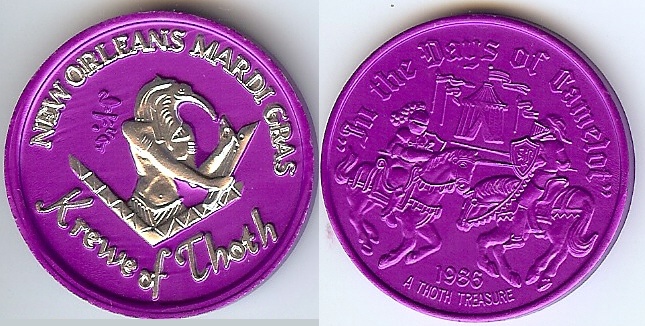 NEW ORLEANS MARDI GRAS
Krewe of Thoth
"In the Days of Camelot"
1986
A THOTH TREASURE